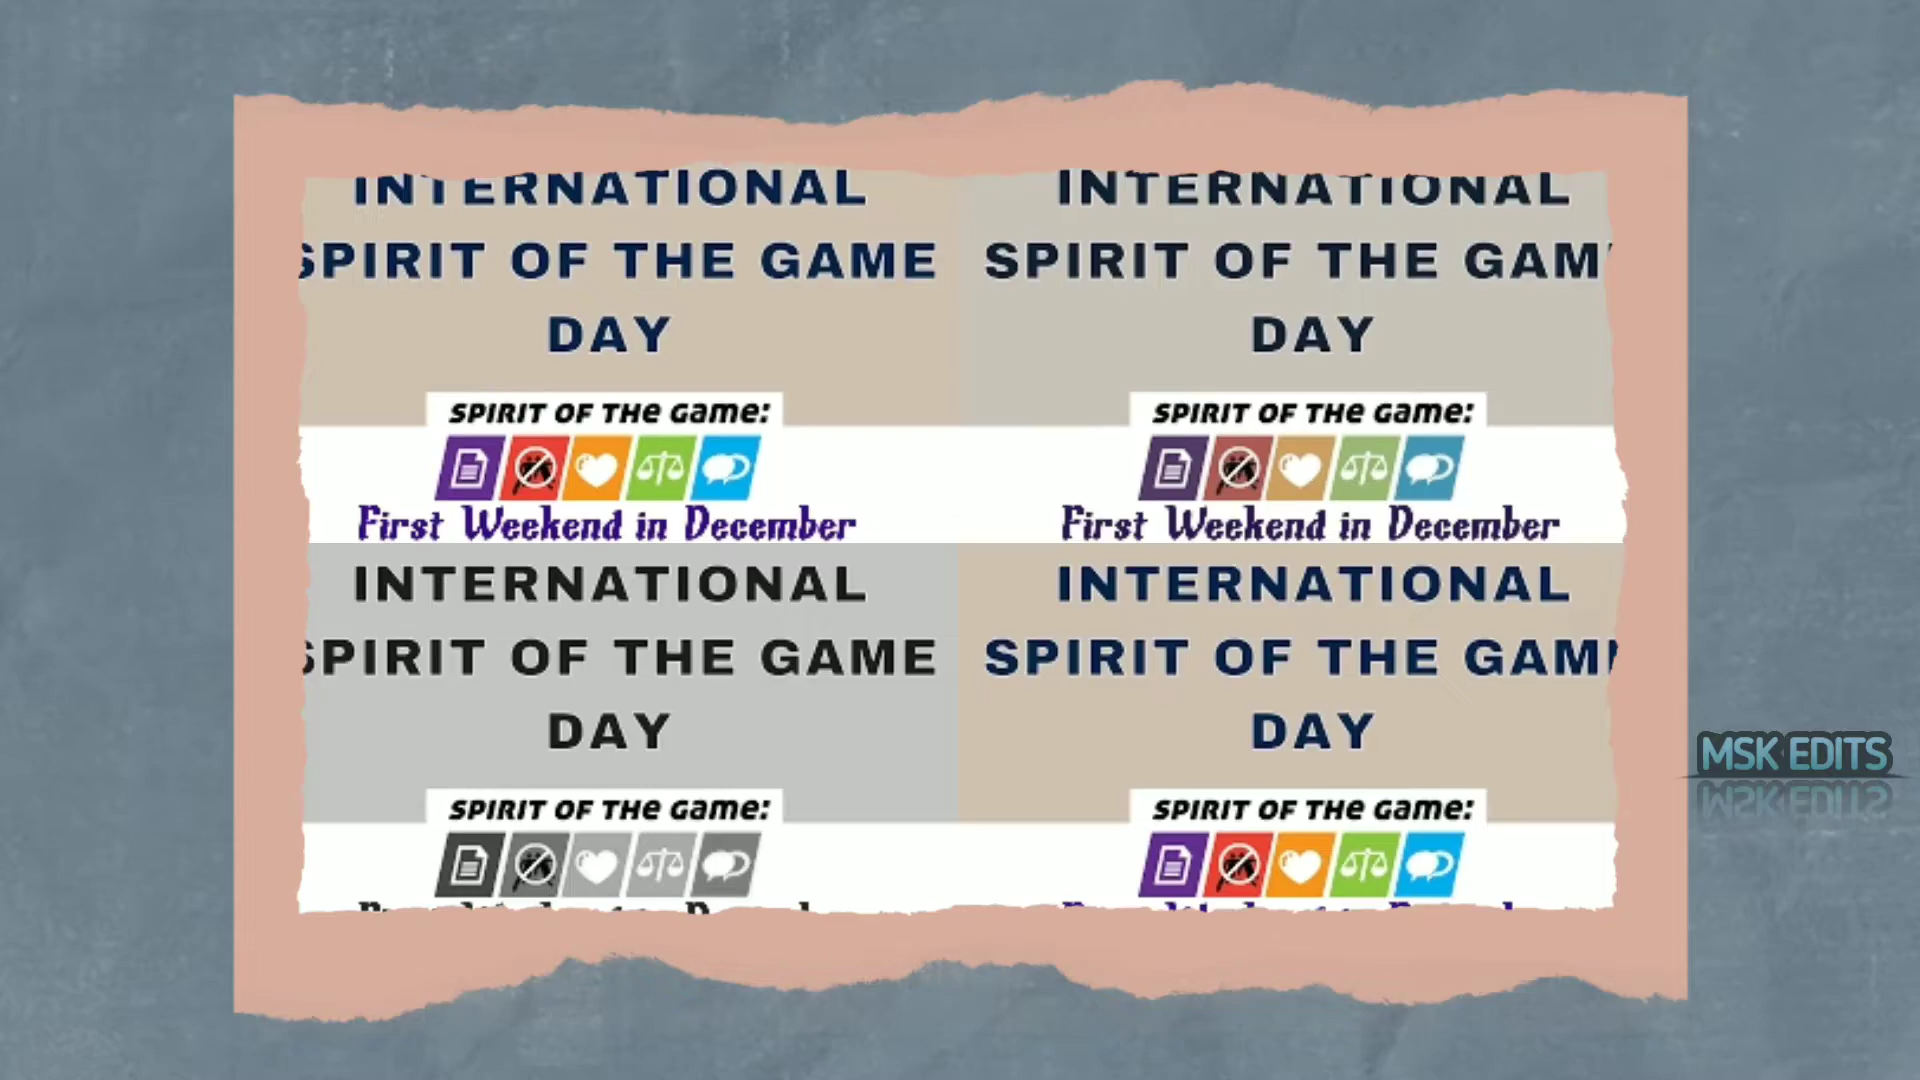 INTERNATIONAL
SPIRIT OF THE GAME
DAY
SPIRIT OF THE GAME:
First Weekend in December
INTERNATIONAL
SPIRIT OF THE GAM
DAY
SPIRIT OF THE GAME:
First Weekend in December
INTERNATIONAL
SPIRIT OF THE GAME
DAY
SPIRIT OF THE GAME:
INTERNATIONAL
SPIRIT OF THE GAM
DAY
SPIRIT OF THE GAME:
MSK EDITS